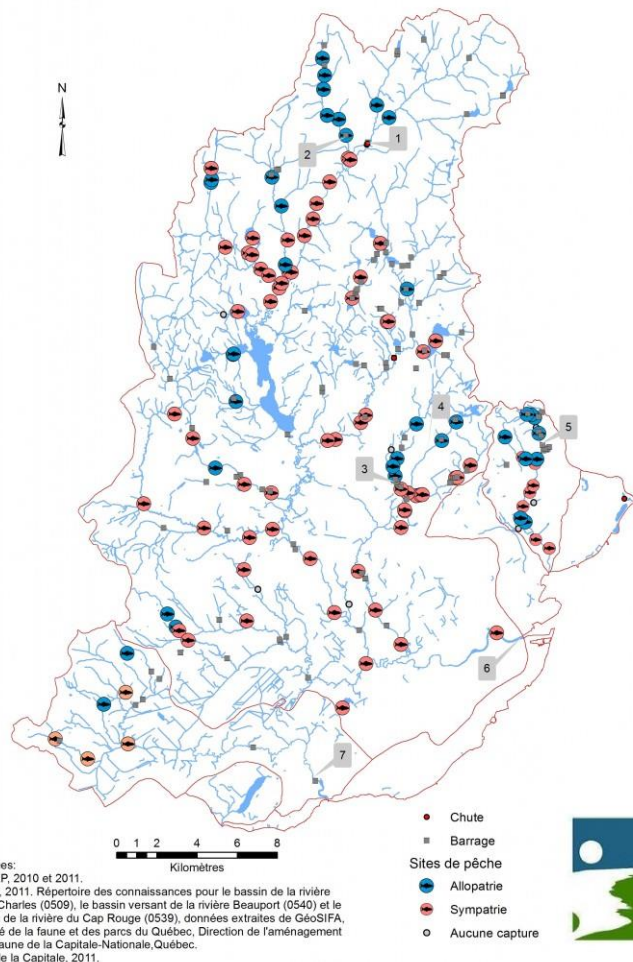 N
1
2
3
4
5
6
7
0 1 2 4 6 8
Kilomètres
Chute
Barrage
Sites de pêche
Allopatrie
Sympatrie
Aucune capture
es:
P, 2010 et 2011.
, 2011. Répertoire des connaissances pour le bassin de la rivière
Charles (0509), le bassin versant de la rivière Beauport (0540) et le
de la rivière du Cap Rouge (0539), données extraites de GéoSIFA,
é de la faune et des parcs du Québec, Direction de l'aménagement
aune de la Capitale-Nationale,Québec.
de la Capitale, 2011.